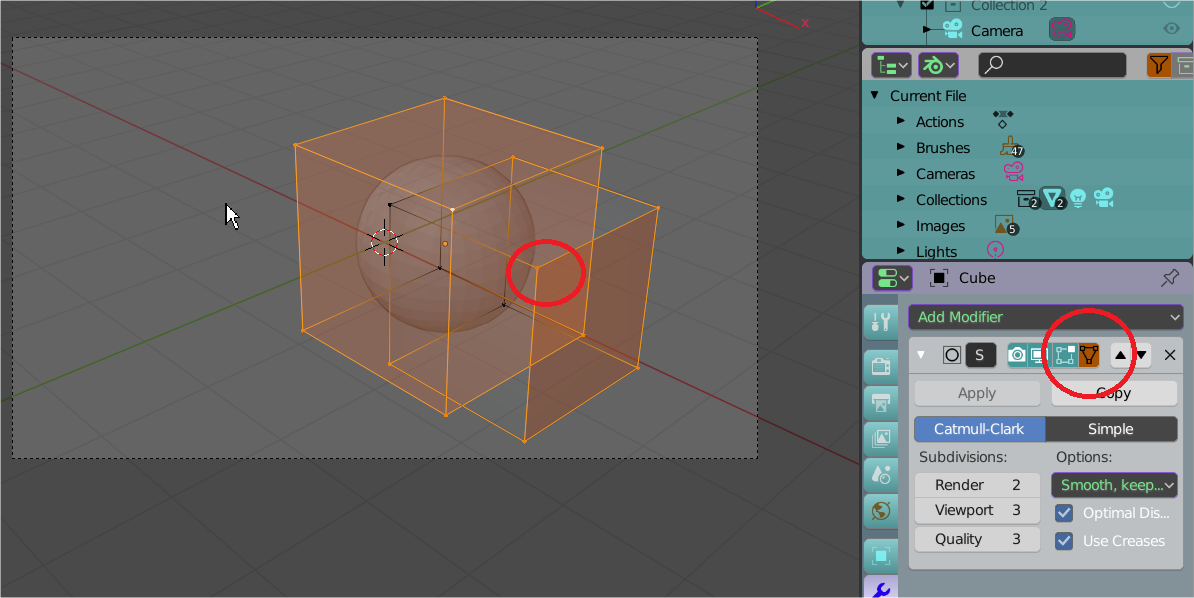 X
Collection 2
Camera
Current File
Actions
Brushes 47
Cameras
Collections 2 2
Images 5
Lights
Cube
Add Modifier
S
Apply Copy
Catmull-Clark Simple
Subdivisions: Options:
Render 2 Smooth, keep...
Viewport 3 Optimal Dis...
Quality 3 Use Creases